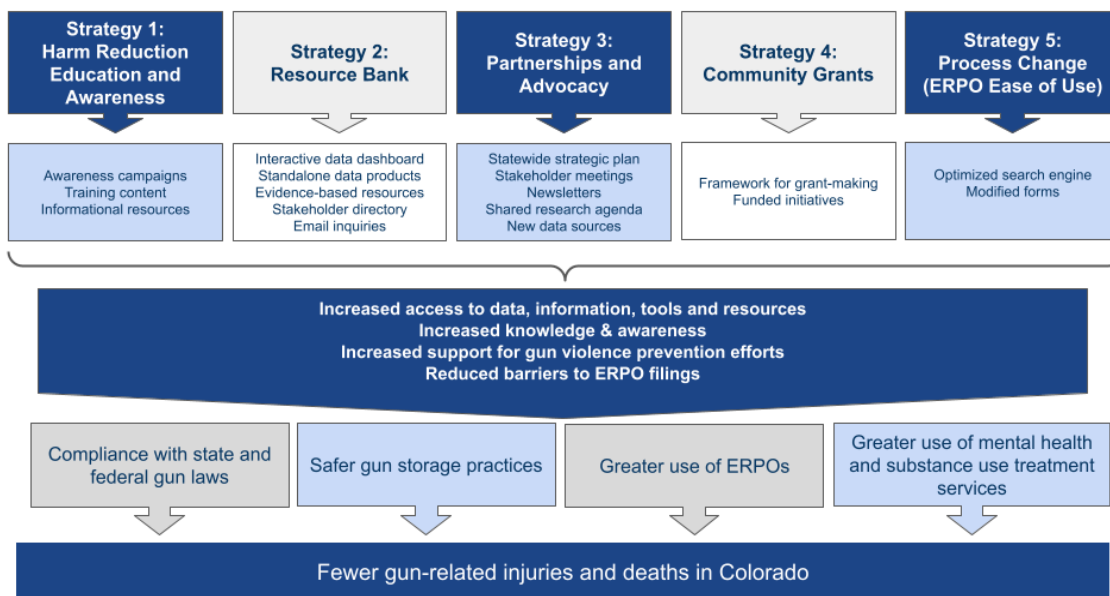 Strategy 1:
Harm Reduction
Education and
Awareness
Strategy 2:
Resource Bank
Strategy 3:
Partnerships and
Advocacy
Strategy 4:
Community Grants
Strategy 5:
Process Change
(ERPO Ease of Use)
Awareness campaigns
Training content
Informational resources
Interactive data dashboard
Standalone data products
Evidence-based resources
Stakeholder directory
Email inquiries
Statewide strategic plan
Stakeholder meetings
Newsletters
Shared research agenda
New data sources
Framework for grant-making
Funded initiatives
Optimized search engine
Modified forms
Increased access to data, information, tools and resources
Increased knowledge & awareness
Increased support for gun violence prevention efforts
Reduced barriers to ERPO filings
Compliance with state and
federal gun laws
Safer gun storage practices
Greater use of ERPOs
Greater use of mental health
and substance use treatment
services
Fewer gun-related injuries and deaths in Colorado